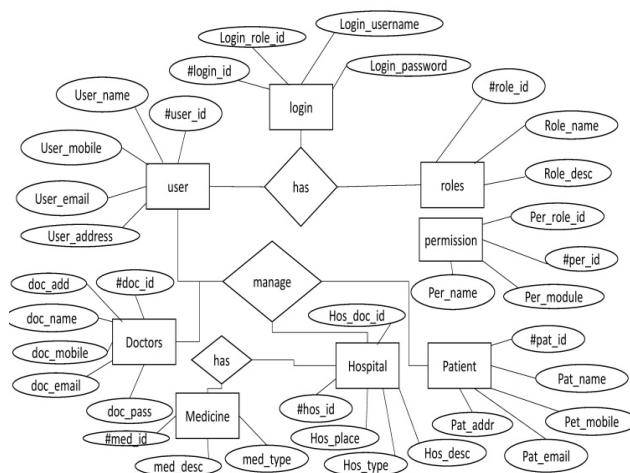 Login_username
Login_role_id
Login_password
#login_id
login
#role_id
User_name
#user_id
Role_name
User_mobile
user
has
roles
Role_desc
User_email
Per_role_id
User_address
permission
#per_id
Per_name
Per_module
manage
doc_add
#doc_id
Hos_doc_id
doc_name
Doctors
#pat_id
doc_mobile
has
Hospital
Patient
Pat_name
doc_email
#hos_id
Pet_mobile
doc_pass
Medicine
Pat_addr
#med_id
Hos_place
Hos_desc
Pat_email
med_desc
med_type
Hos_type